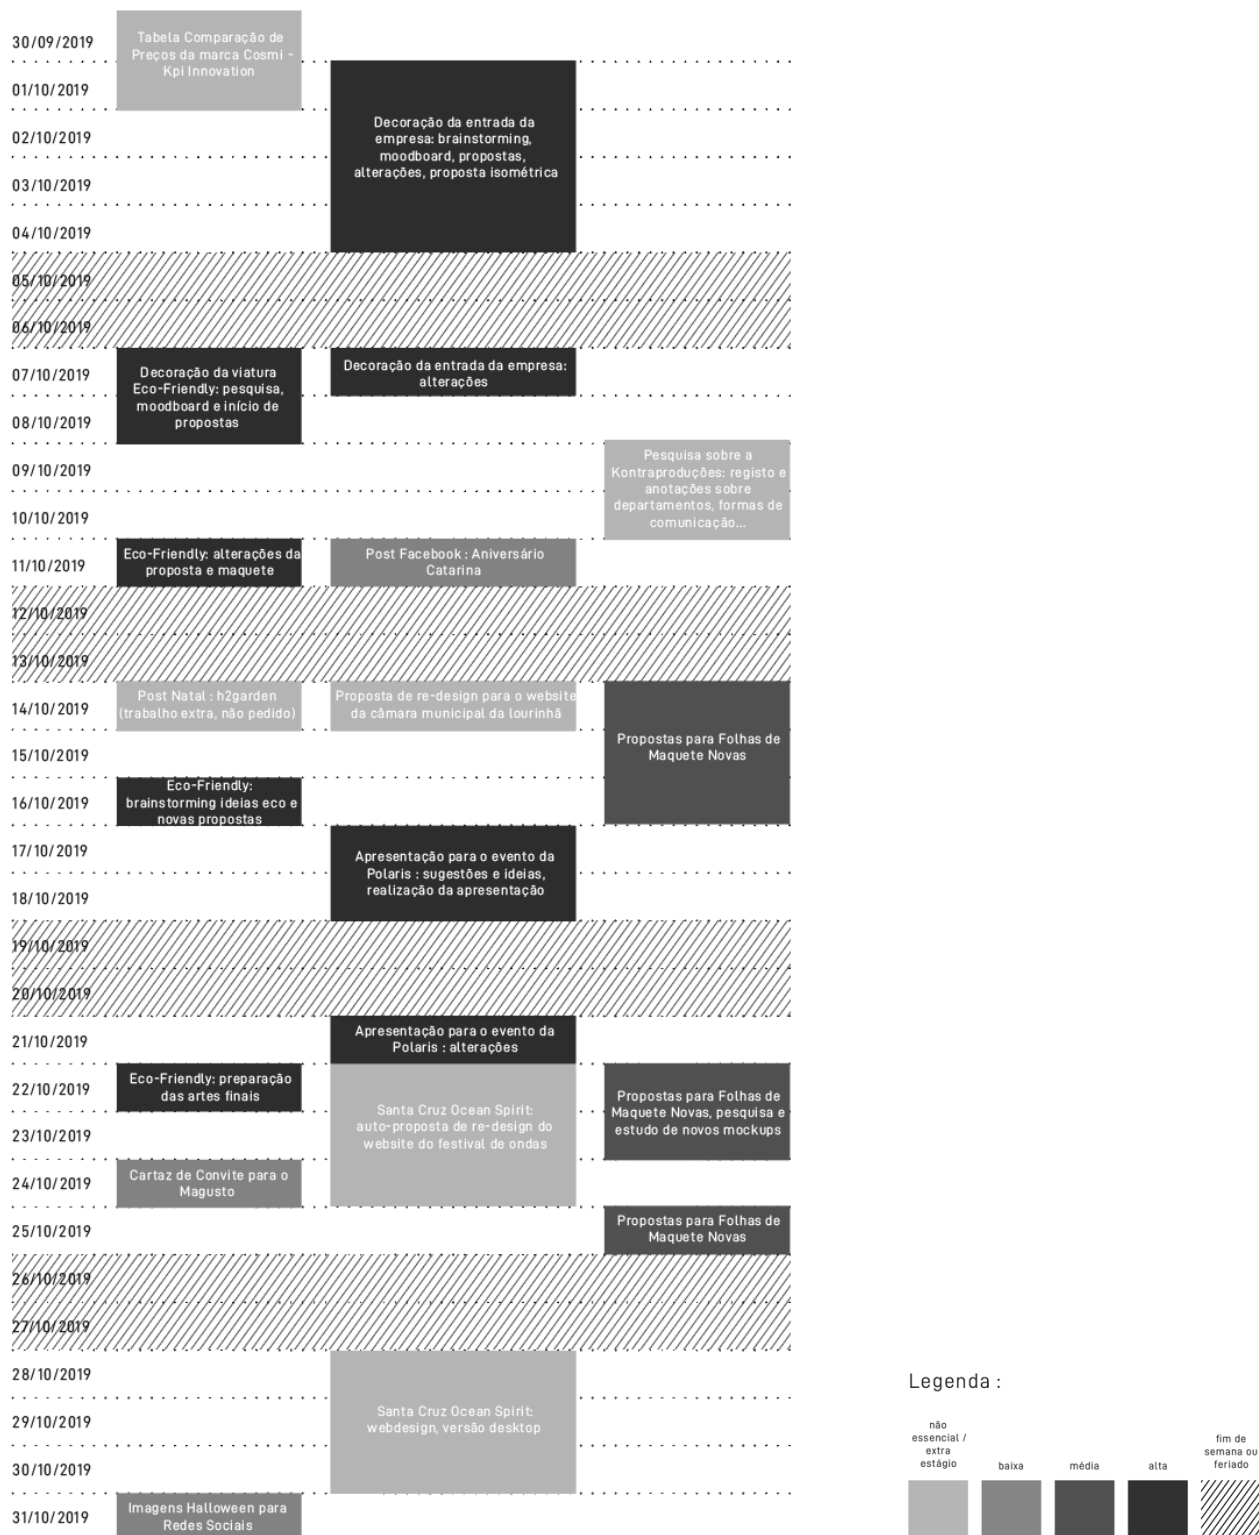 30/09/2019
Tabela Comparação de
Preços da marca Cosmi -
Kpi Innovation
01/10/2019
Decoração da entrada da
empresa: brainstorming,
moodboard, propostas,
alterações, proposta isométrica
02/10/2019
03/10/2019
04/10/2019
05/10/2019
06/10/2019
07/10/2019
Decoração da viatura
Eco-Friendly: pesquisa,
moodboard e início de
propostas
Decoração da entrada da empresa:
alterações
08/10/2019
09/10/2019
Pesquisa sobre a
Kontraproduções: registo e
anotações sobre
departamentos, formas de
comunicação...
10/10/2019
11/10/2019
Eco-Friendly: alterações da
proposta e maquete
Post Facebook : Aniversário
Catarina
12/10/2019
13/10/2019
14/10/2019
Post Natal : h2garden
(trabalho extra, não pedido)
Proposta de re-design para o website
da câmara municipal da lourinhã
Propostas para Folhas de
Maquete Novas
15/10/2019
16/10/2019
Eco-Friendly:
brainstorming ideias eco e
novas propostas
17/10/2019
Apresentação para o evento da
Polaris : sugestões e ideias,
realização da apresentação
18/10/2019
19/10/2019
20/10/2019
21/10/2019
Apresentação para o evento da
Polaris : alterações
22/10/2019
Eco-Friendly: preparação
das artes finais
Santa Cruz Ocean Spirit:
auto-proposta de re-design do
website do festival de ondas
Propostas para Folhas de
Maquete Novas, pesquisa e
estudo de novos mockups
23/10/2019
24/10/2019
Cartaz de Convite para o
Magusto
25/10/2019
Propostas para Folhas de
Maquete Novas
26/10/2019
27/10/2019
28/10/2019
Santa Cruz Ocean Spirit:
webdesign, versão desktop
29/10/2019
30/10/2019
31/10/2019
Imagens Halloween para
Redes Sociais
Legenda :
não
essencial /
extra
estágio
baixa
média
alta
fim de
semana ou
feriado